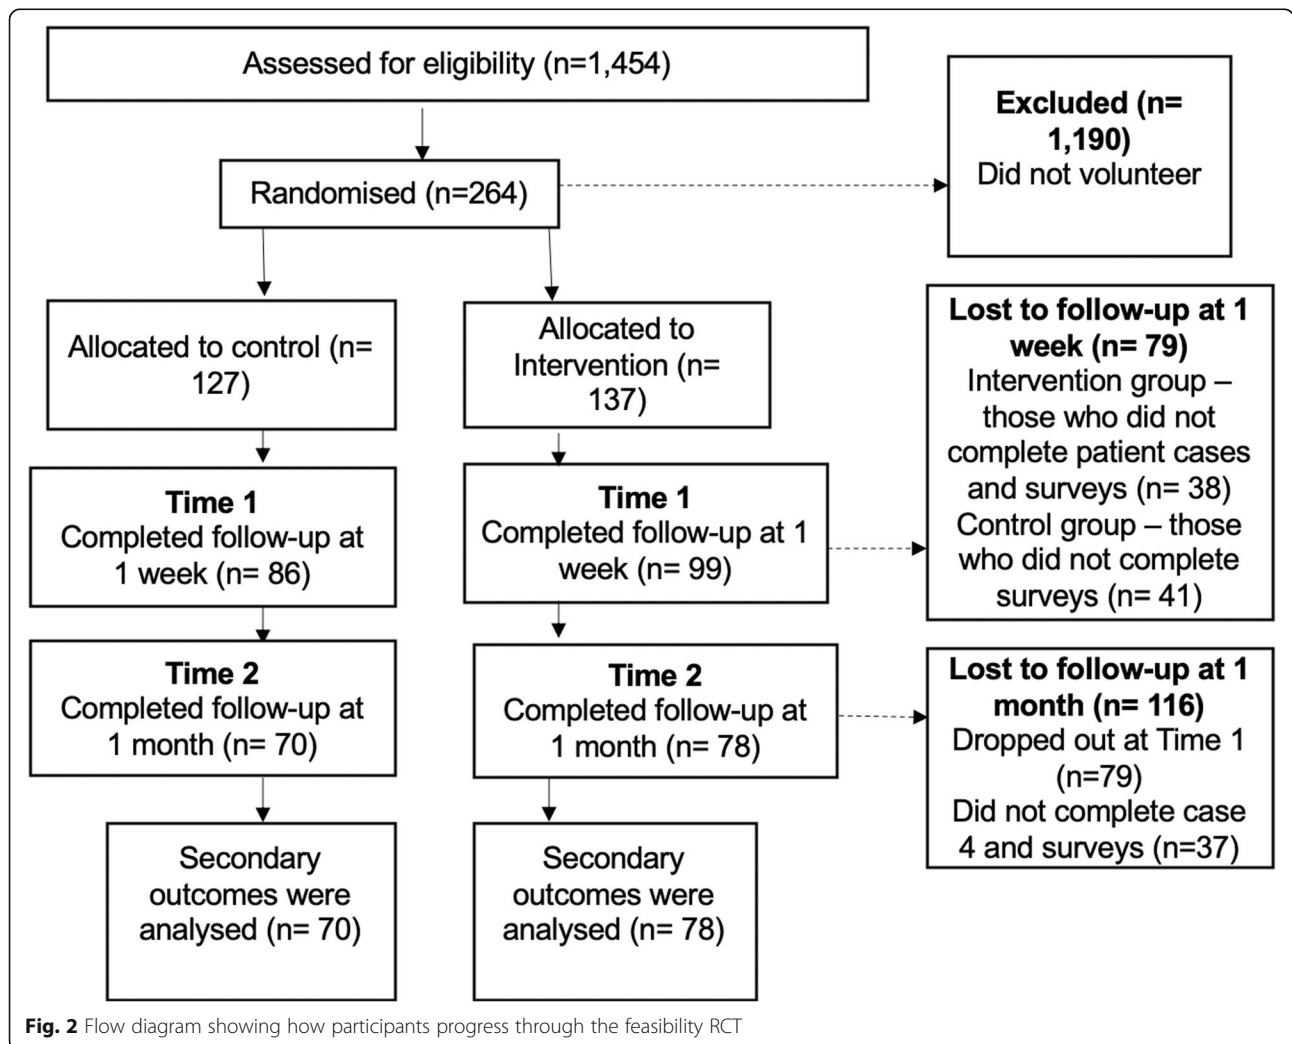 Assessed for eligibility (n=1,454)
Excluded (n=
1,190)
Did not volunteer
Randomised (n=264)
Allocated to control (n=
127)
Allocated to
Intervention (n=
137)
Lost to follow-up at 1
week (n= 79)
Intervention group –
those who did not
complete patient cases
and surveys (n= 38)
Control group – those
who did not complete
surveys (n= 41)
Time 1
Completed follow-up at
1 week (n= 86)
Time 1
Completed follow-up at 1
week (n= 99)
Time 2
Completed follow-up at
1 month (n= 70)
Time 2
Completed follow-up at
1 month (n= 78)
Lost to follow-up at 1
month (n= 116)
Dropped out at Time 1
(n=79)
Did not complete case
4 and surveys (n=37)
Secondary
outcomes were
analysed (n= 70)
Secondary
outcomes were
analysed (n= 78)
Fig. 2 Flow diagram showing how participants progress through the feasibility RCT